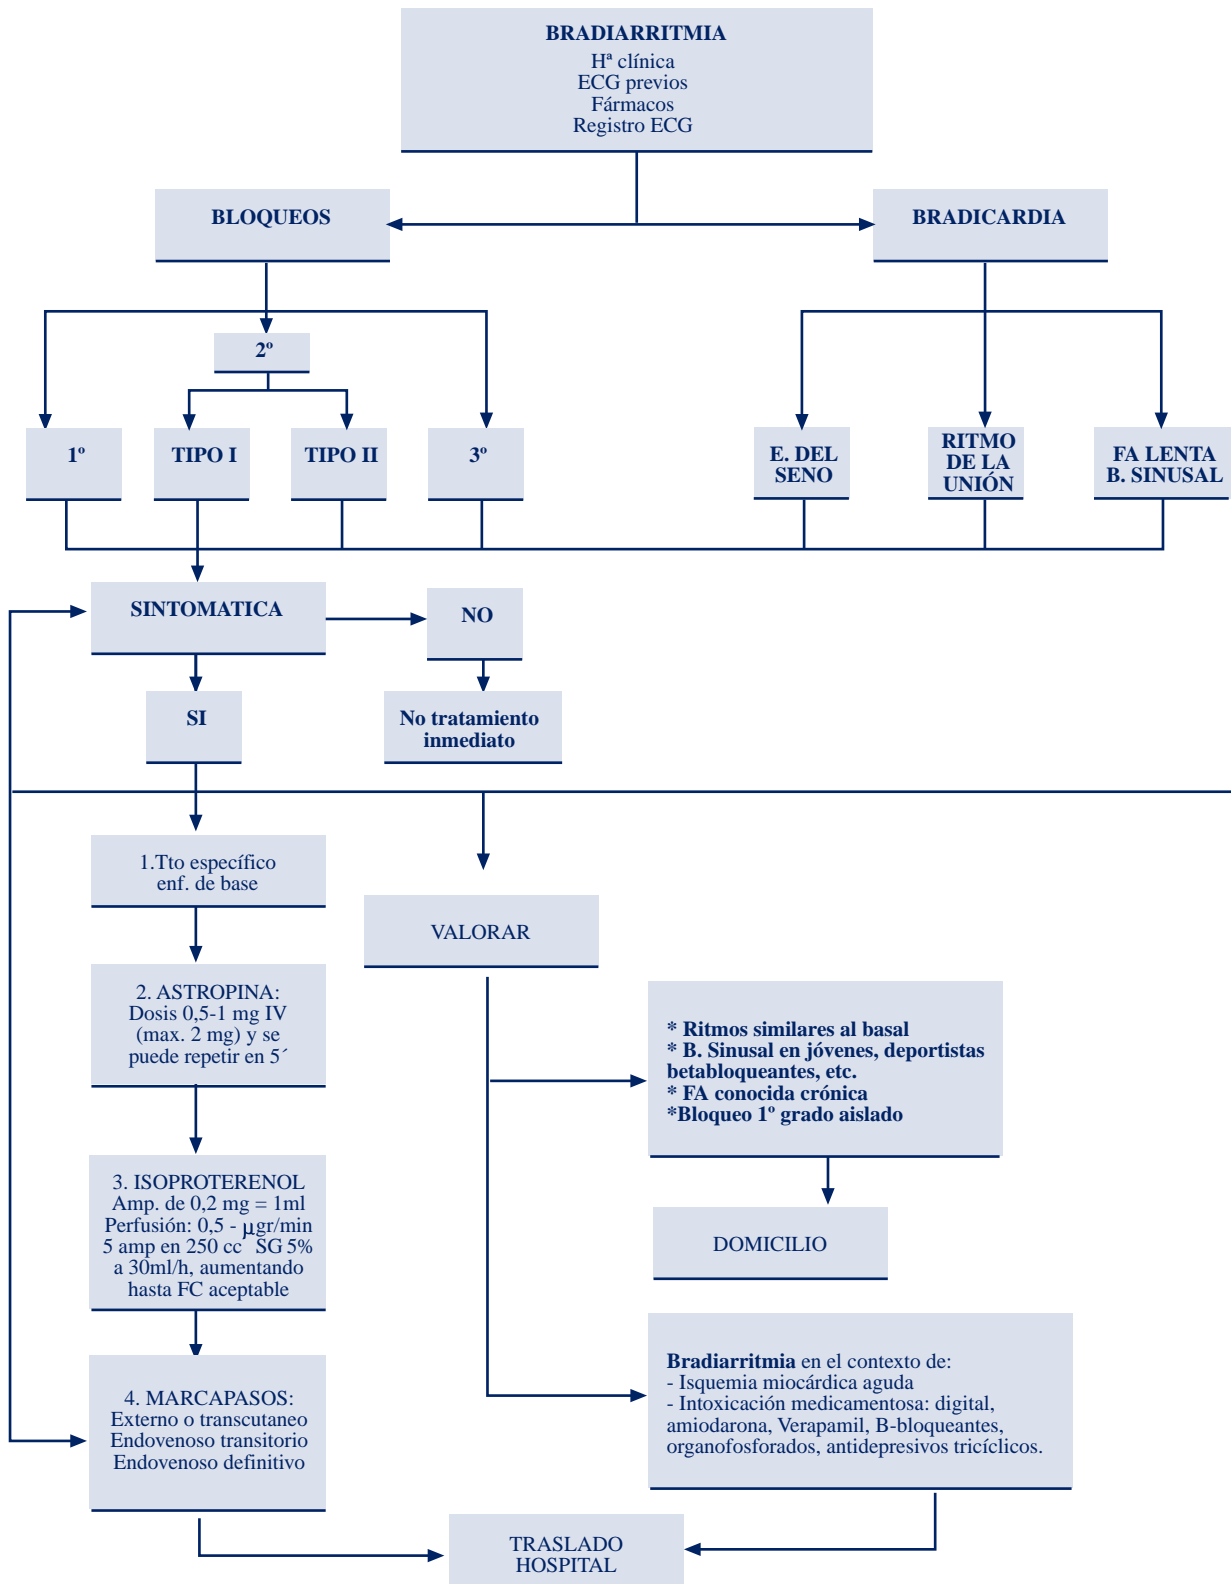 BRADIARRITMIA
Hª clínica
ECG previos
Fármacos
Registro ECG
BLOQUEOS
BRADICARDIA
2º
1º
TIPO I
TIPO II
3º
E. DEL
SENO
RITMO
DE LA
UNIÓN
FA LENTA
B. SINUSAL
SINTOMATICA
NO
SI
No tratamiento
inmediato
1.Tto específico
enf. de base
VALORAR
2. ASTROPINA:
Dosis 0,5-1 mg IV
(max. 2 mg) y se
puede repetir en 5´
* Ritmos similares al basal
* B. Sinusal en jóvenes, deportistas
betabloqueantes, etc.
* FA conocida crónica
*Bloqueo 1º grado aislado
3. ISOPROTERENOL
Amp. de 0,2 mg = 1ml
Perfusión: 0,5 - µgr/min
5 amp en 250 cc SG 5%
a 30ml/h, aumentando
hasta FC aceptable
DOMICILIO
4. MARCAPASOS:
Externo o transcutaneo
Endovenoso transitorio
Endovenoso definitivo
Bradiarritmia en el contexto de:
- Isquemia miocárdica aguda
- Intoxicación medicamentosa: digital,
amiodarona, Verapamil, B-bloqueantes,
organofosforados, antidepresivos tricíclicos.
TRASLADO
HOSPITAL